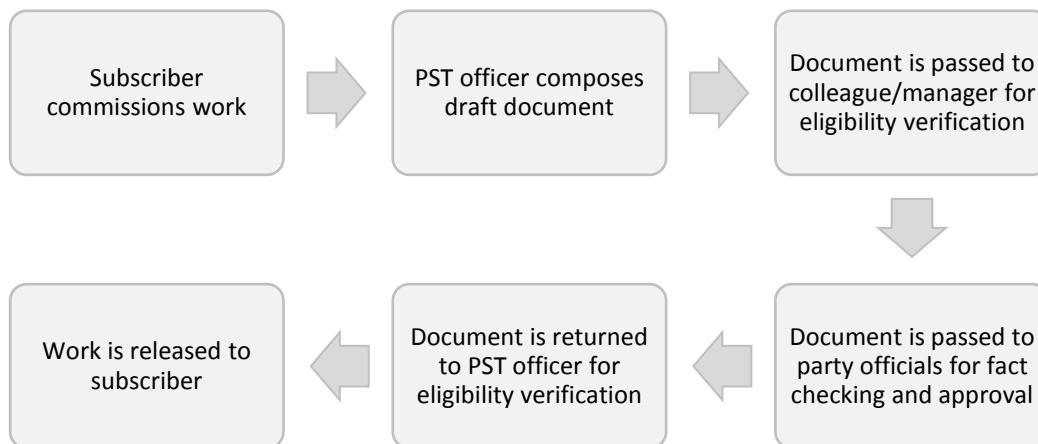 Subscriber
commissions work
PST officer composes
draft document
Document is passed to
colleague/manager for
eligibility verification
Document is passed to
party officials for fact
checking and approval
Document is returned
to PST officer for
eligibility verification
Work is released to
subscriber